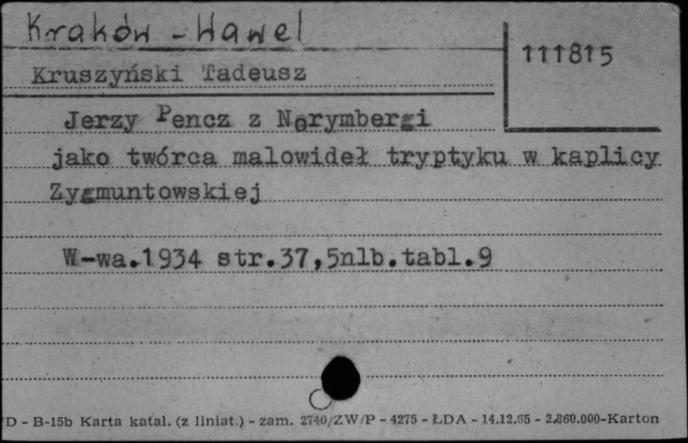 Kraków - Wawel
111815
Kruszyński Tadeusz
Jerzy Pencz z Norymbergi
jako twórca malowideł tryptyku w kaplicy
Zygmuntowskiej
W-wa.1934 str.37,5nlb.tabl.9
/D - B-15b Karta katal. (z liniat.) - zam. 2740/ZW/P - 4275 - ŁDA - 14.12.65 - 2.860.000-Karton